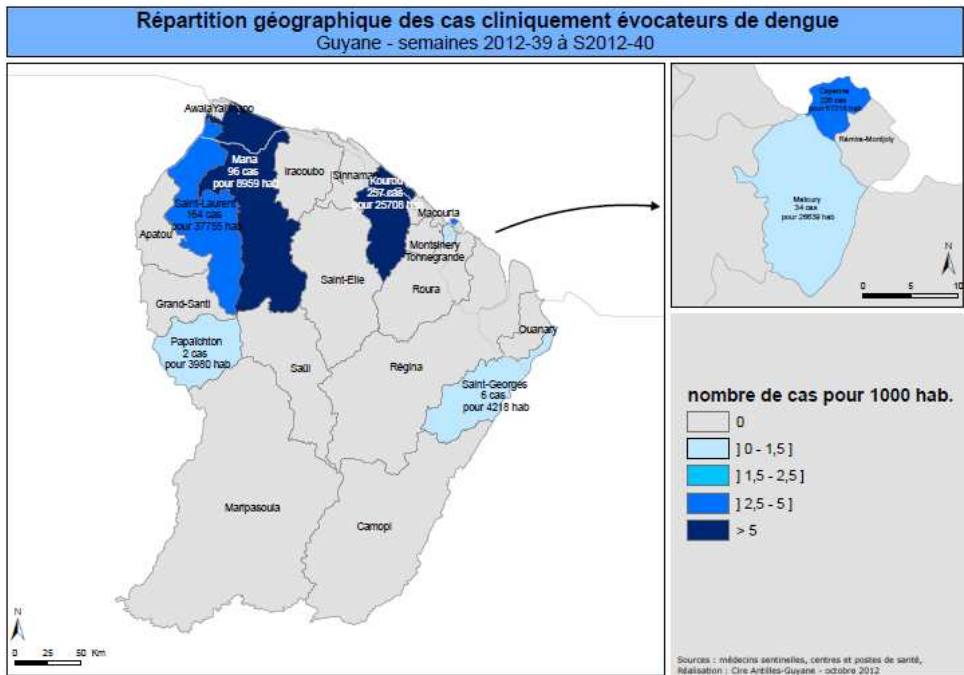 Répartition géographique des cas cliniquement évocateurs de dengue
Guyane - semaines 2012-39 à S2012-40
Mana
96 cas
pour 8959 hab
Iracoubo
Kourou
257 cas
pour 25708
Saint-Laurent
164 cas
pour 37755 hab
Macouria
Apatou
Montsinery
Tonnegrande
Saint-Elie
Roura
Grand-Santi
Ouanary
Papaïchton
2 cas
pour 3980 hab
Saül
Régina
Saint-Georges
6 cas
pour 4218 hab
Maripasoula
Camopi
N
0 25 50 Km
Cayenne
Rémire-Montjoly
Matoury
34 cas
pour 26639 hab
N
0 5 10
nombre de cas pour 1000 hab.
0
] 0 - 1,5 ]
] 1,5 - 2,5 ]
] 2,5 - 5 ]
> 5
Sources : médecins sentinelles, centres et postes de santé,
Réalisation : Cire Antilles-Guyane - octobre 2012